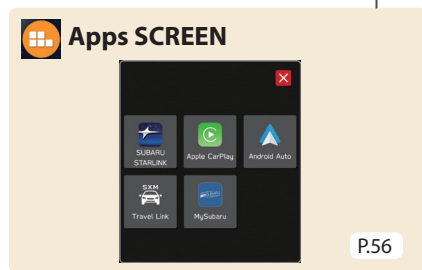 Apps SCREEN
SUBARU
STARLINK
Apple CarPlay
Android Auto
SXM
Travel Link
MySubaru
P.56